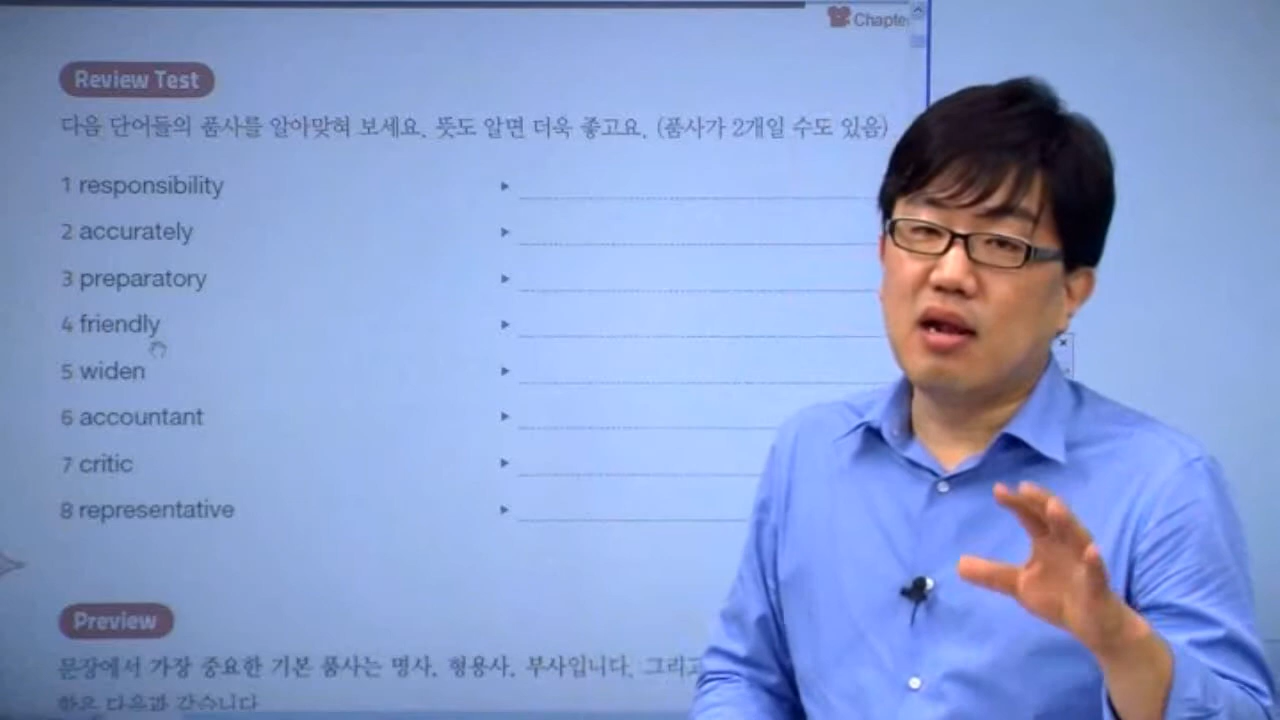 Chapte
Review Test
다음 단어들의 품사를 알아맞혀 보세요. 뜻도 알면 더욱 좋고요. (품사가 2개일 수도 있음)
1 responsibility
2 accurately
3 preparatory
4 friendly
5 widen
6 accountant
7 critic
8 representative
Preview
문장에서 가장 중요한 기본 품사는 명사, 형용사, 부사입니다. 그리고